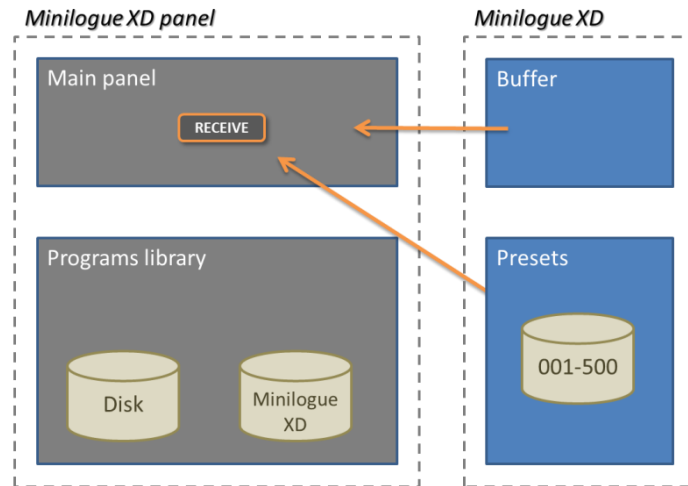 Minilogue XD panel
Minilogue XD
Main panel
RECEIVE
Buffer
Programs library
Disk
Minilogue
XD
Presets
001-500